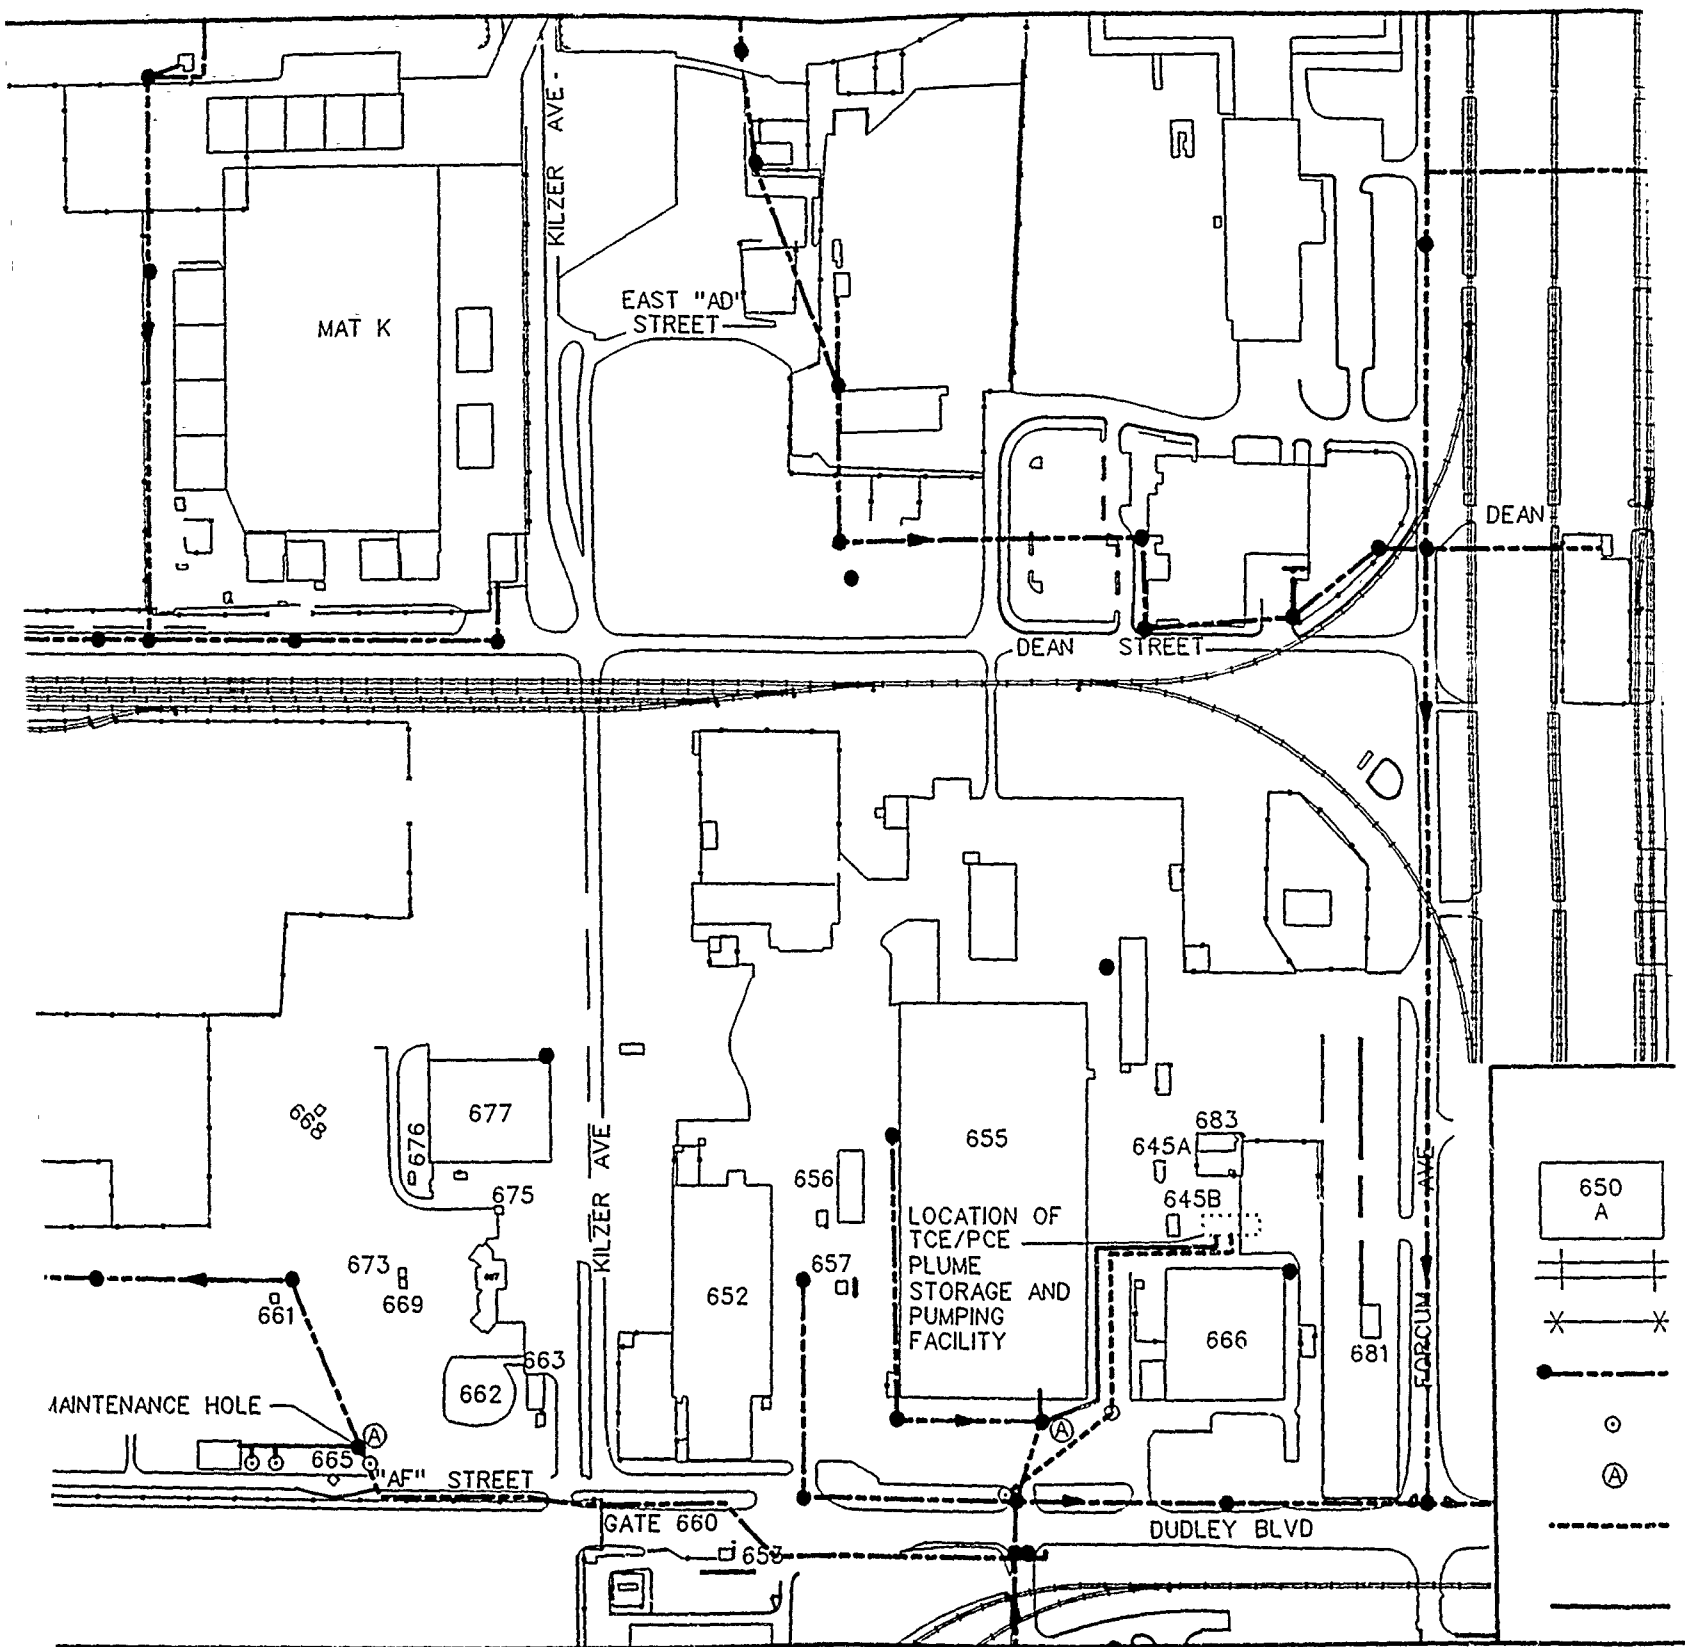 KILZER AVE.
EAST "AD"
STREET
MAT K
DEAN
DEAN STREET
668
676
677
675
673
669
661
663
662
MAINTENANCE HOLE
A
665
"AF" STREET
KILZER AVE
GATE 660
653
652
656
657
655
LOCATION OF
TCE/PCE
PLUME
STORAGE AND
PUMPING
FACILITY
A
683
645A
645B
666
681
FORCUM AVE
DUDLEY BLVD
650
A
A